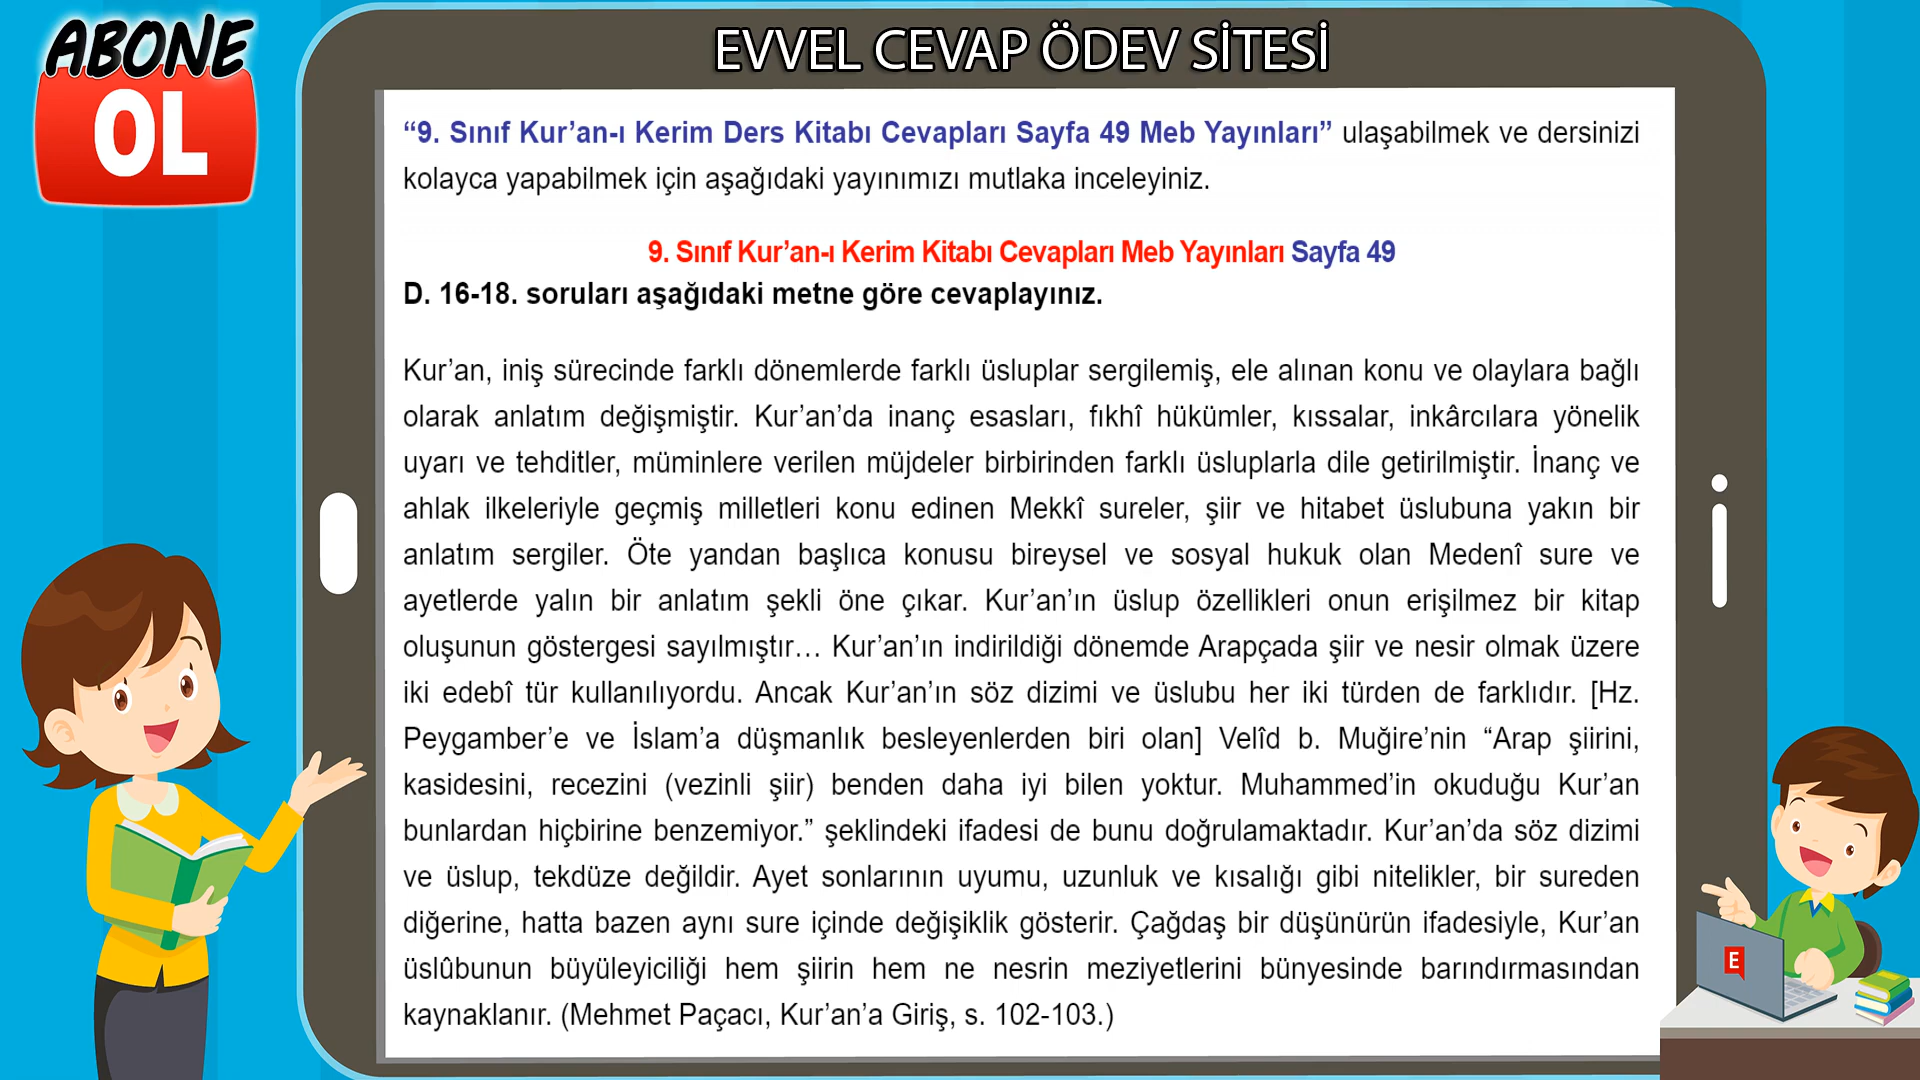 ABONE
OL
EVVEL CEVAP ÖDEV SİTESİ
“9. Sınıf Kur’an-ı Kerim Ders Kitabı Cevapları Sayfa 49 Meb Yayınları” ulaşabilmek ve dersinizi
kolayca yapabilmek için aşağıdaki yayınımızı mutlaka inceleyiniz.
9. Sınıf Kur’an-ı Kerim Kitabı Cevapları Meb Yayınları Sayfa 49
D. 16-18. soruları aşağıdaki metne göre cevaplayınız.
Kur’an, iniş sürecinde farklı dönemlerde farklı üsluplar sergilemiş, ele alınan konu ve olaylara bağlı
olarak anlatım değişmiştir. Kur’an’da inanç esasları, fıkhî hükümler, kıssalar, inkârcılara yönelik
uyarı ve tehditler, müminlere verilen müjdeler birbirinden farklı üsluplarla dile getirilmiştir. İnanç ve
ahlak ilkeleriyle geçmiş milletleri konu edinen Mekkî sureler, şiir ve hitabet üslubuna yakın bir
anlatım sergiler. Öte yandan başlıca konusu bireysel ve sosyal hukuk olan Medenî sure ve
ayetlerde yalın bir anlatım şekli öne çıkar. Kur’an’ın üslup özellikleri onun erişilmez bir kitap
oluşunun göstergesi sayılmıştır… Kur’an’ın indirildiği dönemde Arapçada şiir ve nesir olmak üzere
iki edebî tür kullanılıyordu. Ancak Kur’an’ın söz dizimi ve üslubu her iki türden de farklıdır. [Hz.
Peygamber’e ve İslam’a düşmanlık besleyenlerden biri olan] Velîd b. Muğire’nin “Arap şiirini,
kasidesini, recezini (vezinli şiir) benden daha iyi bilen yoktur. Muhammed’in okuduğu Kur’an
bunlardan hiçbirine benzemiyor.” şeklindeki ifadesi de bunu doğrulamaktadır. Kur’an’da söz dizimi
ve üslup, tekdüze değildir. Ayet sonlarının uyumu, uzunluk ve kısalığı gibi nitelikler, bir sureden
diğerine, hatta bazen aynı sure içinde değişiklik gösterir. Çağdaş bir düşünürün ifadesiyle, Kur’an
üslûbunun büyüleyiciliği hem şiirin hem ne nesrin meziyetlerini bünyesinde barındırmasından
kaynaklanır. (Mehmet Paçacı, Kur’an’a Giriş, s. 102-103.)
E